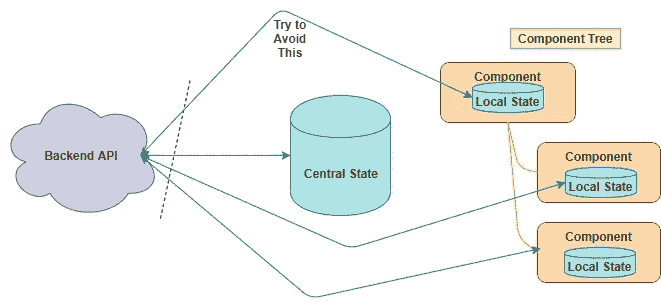 Try to
Avoid
This
Component Tree
Component
Local State
Backend API
Central State
Component
Local State
Component
Local State